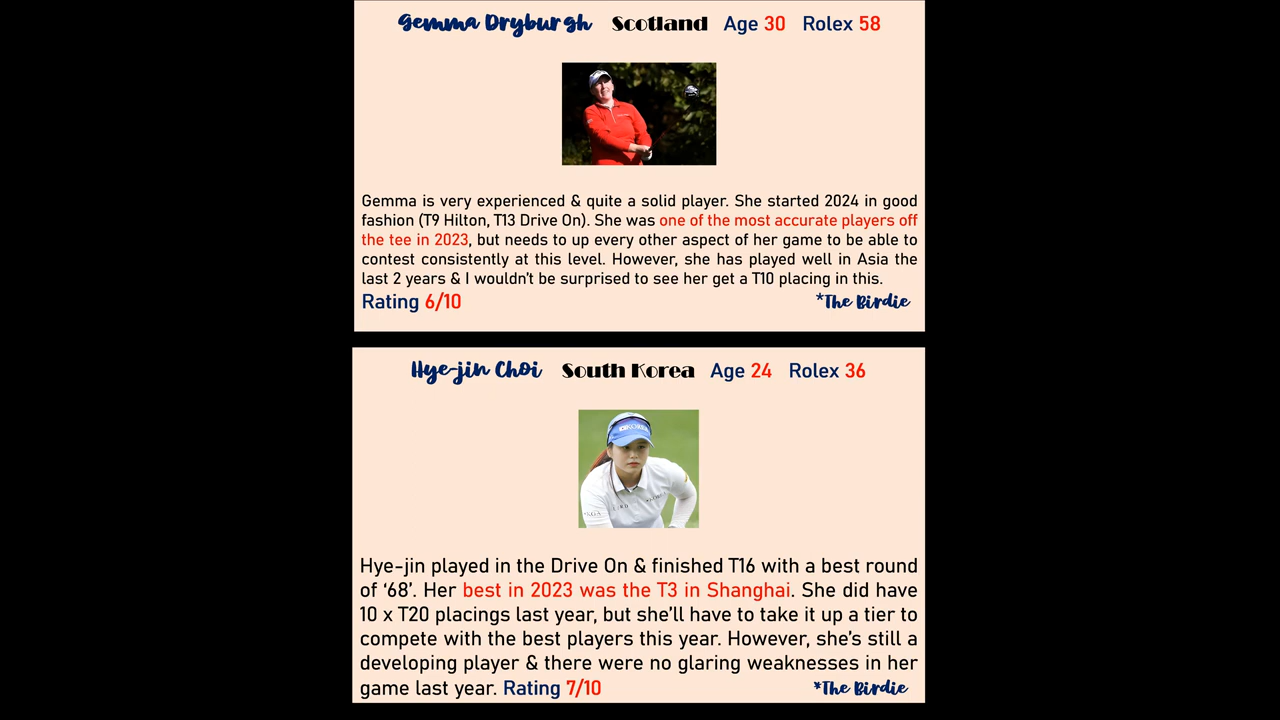 Gemma Dryburgh Scotland Age 30 Rolex 58
Gemma is very experienced & quite a solid player. She started 2024 in good
fashion (T9 Hilton, T13 Drive On). She was one of the most accurate players off
the tee in 2023, but needs to up every other aspect of her game to be able to
contest consistently at this level. However, she has played well in Asia the
last 2 years & I wouldn't be surprised to see her get a T10 placing in this.
Rating 6/10 *The Birdie
Hye-jin Choi South Korea Age 24 Rolex 36
Hye-jin played in the Drive On & finished T16 with a best round
of ‘68’. Her best in 2023 was the T3 in Shanghai. She did have
10 x T20 placings last year, but she’ll have to take it up a tier to
compete with the best players this year. However, she’s still a
developing player & there were no glaring weaknesses in her
game last year. Rating 7/10 *The Birdie